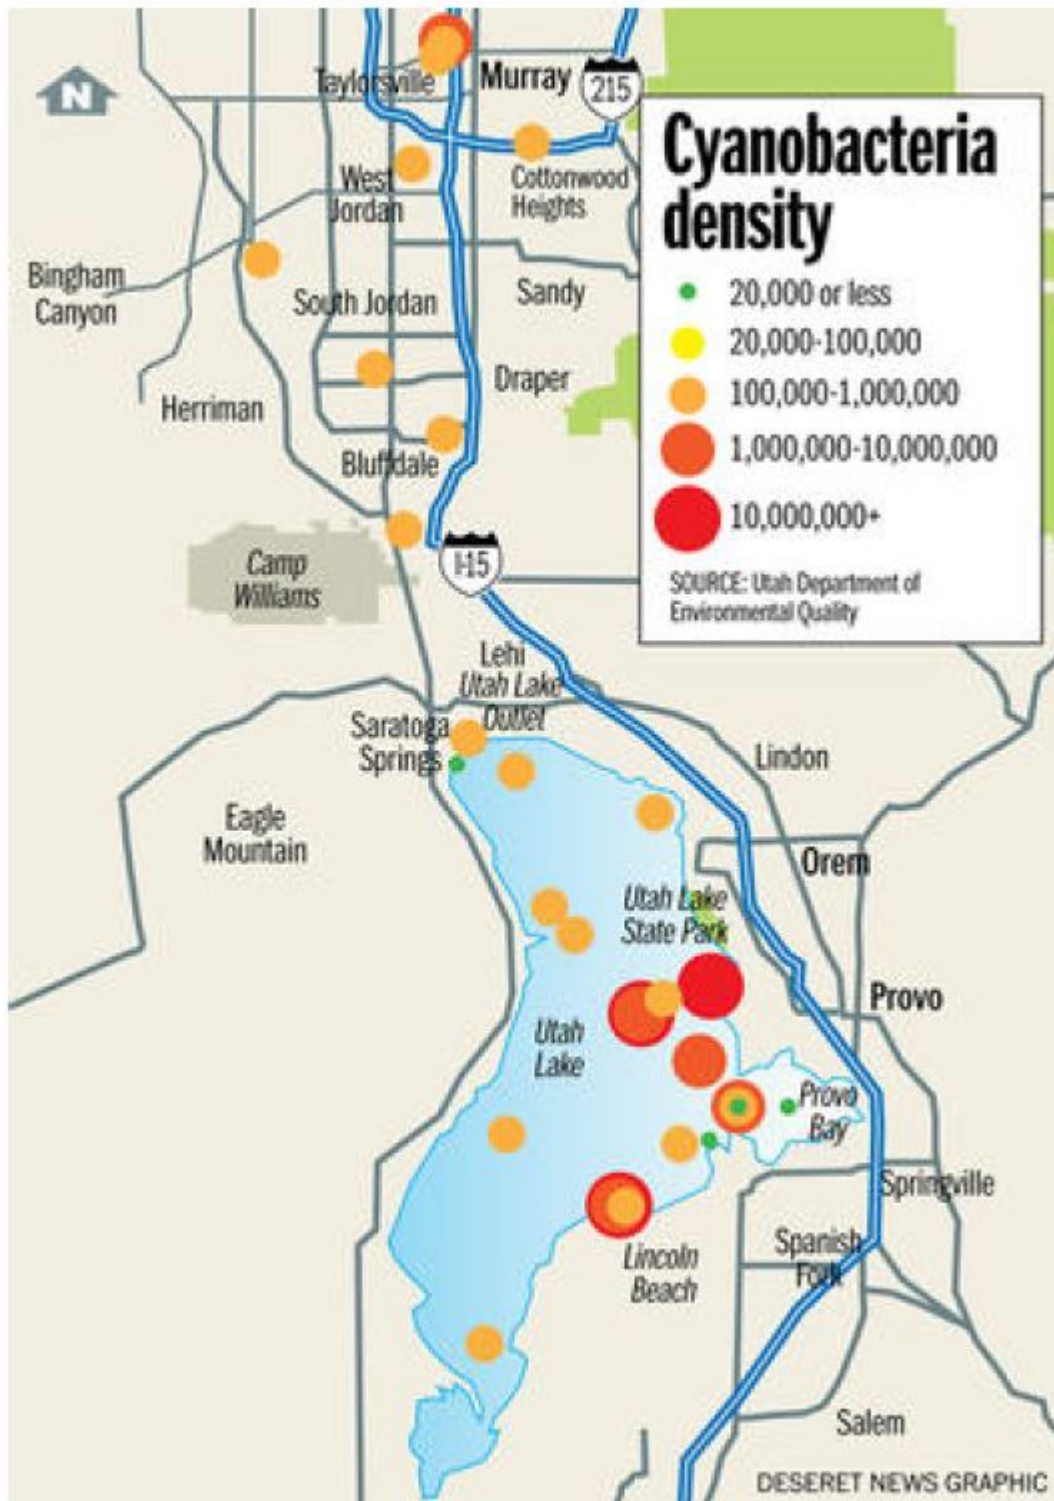 N
Taylorsville
Murray
215
West
Jordan
Cottonwood
Heights
Bingham
Canyon
South Jordan
Sandy
Herriman
Draper
Bluffdale
Camp
Williams
I-15
Cyanobacteria
density
20,000 or less
20,000-100,000
100,000-1,000,000
1,000,000-10,000,000
10,000,000+
SOURCE: Utah Department of
Environmental Quality
Lehi
Utah Lake
Outlet
Saratoga
Springs
Lindon
Eagle
Mountain
Orem
Utah Lake
State Park
Provo
Utah
Lake
Provo
Bay
Springville
Spanish
Fork
Lincoln
Beach
Salem
DESERET NEWS GRAPHIC